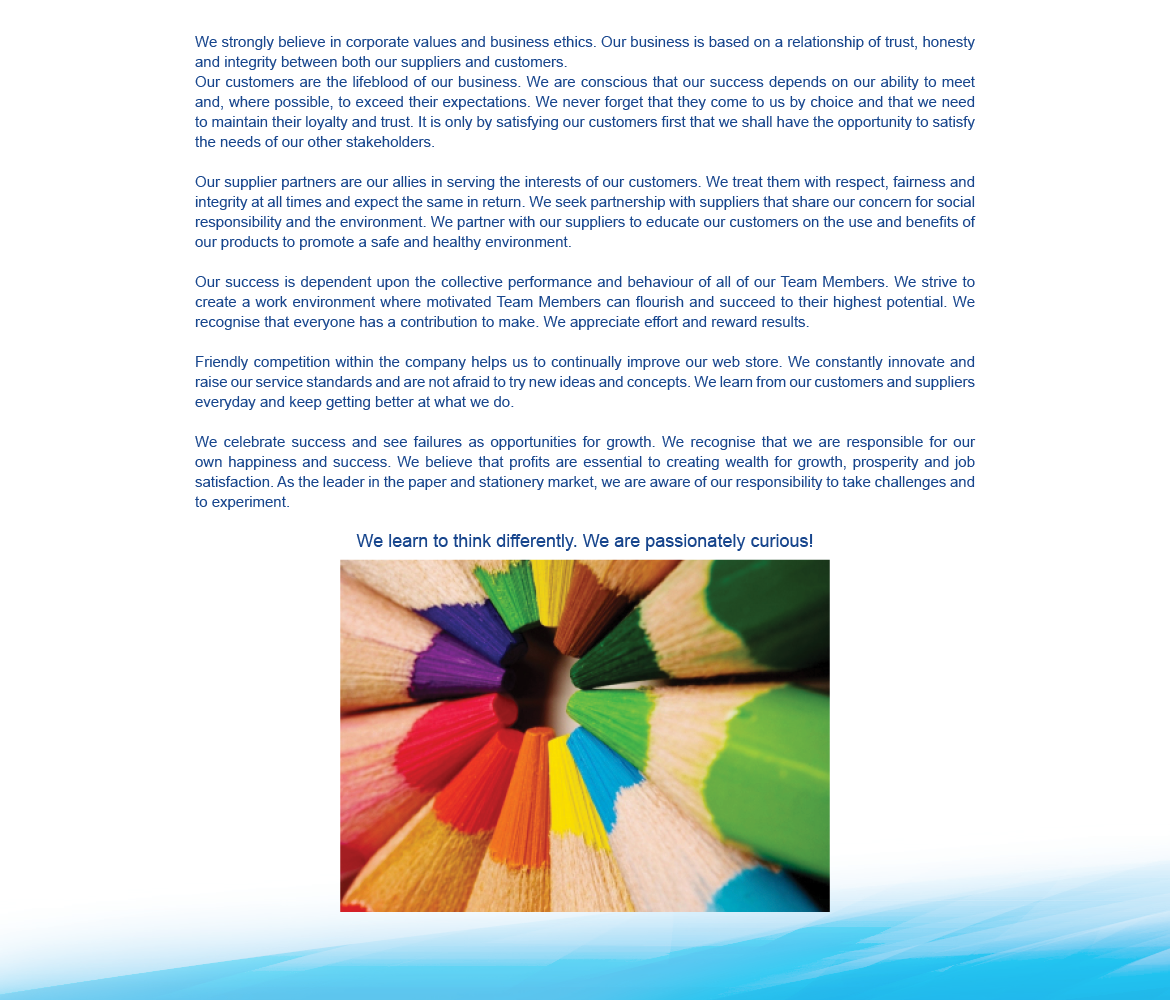 We strongly believe in corporate values and business ethics. Our business is based on a relationship of trust, honesty
and integrity between both our suppliers and customers.
Our customers are the lifeblood of our business. We are conscious that our success depends on our ability to meet
and, where possible, to exceed their expectations. We never forget that they come to us by choice and that we need
to maintain their loyalty and trust. It is only by satisfying our customers first that we shall have the opportunity to satisfy
the needs of our other stakeholders.
Our supplier partners are our allies in serving the interests of our customers. We treat them with respect, fairness and
integrity at all times and expect the same in return. We seek partnership with suppliers that share our concern for social
responsibility and the environment. We partner with our suppliers to educate our customers on the use and benefits of
our products to promote a safe and healthy environment.
Our success is dependent upon the collective performance and behaviour of all of our Team Members. We strive to
create a work environment where motivated Team Members can flourish and succeed to their highest potential. We
recognise that everyone has a contribution to make. We appreciate effort and reward results.
Friendly competition within the company helps us to continually improve our web store. We constantly innovate and
raise our service standards and are not afraid to try new ideas and concepts. We learn from our customers and suppliers
everyday and keep getting better at what we do.
We celebrate success and see failures as opportunities for growth. We recognise that we are responsible for our
own happiness and success. We believe that profits are essential to creating wealth for growth, prosperity and job
satisfaction. As the leader in the paper and stationery market, we are aware of our responsibility to take challenges and
to experiment.
We learn to think differently. We are passionately curious!